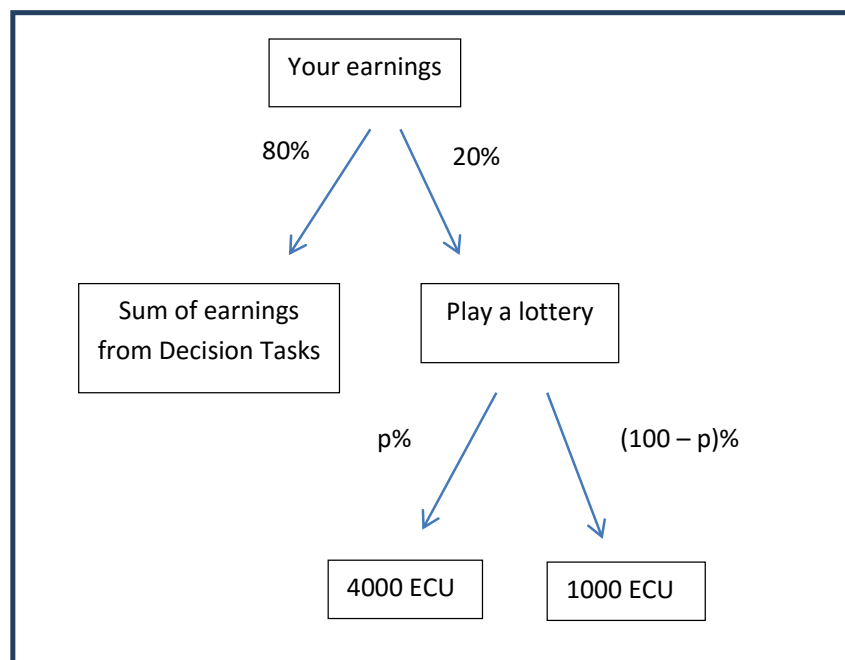 Your earnings
80%
20%
Sum of earnings
from Decision Tasks
Play a lottery
p%
(100 – p)%
4000 ECU
1000 ECU